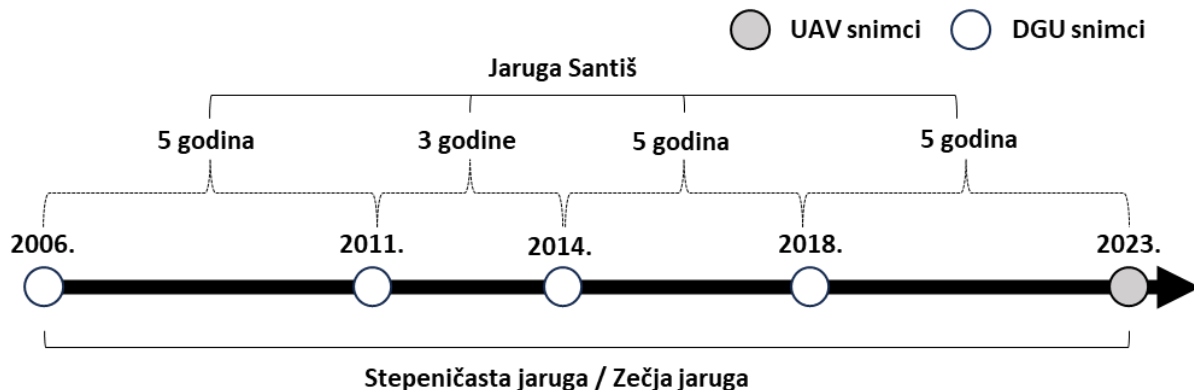 UAV snimci
DGU snimci
Jaruga Santiš
5 godina
3 godine
5 godina
5 godina
2006.
2011.
2014.
2018.
2023.
Stepeničasta jaruga / Zečja jaruga